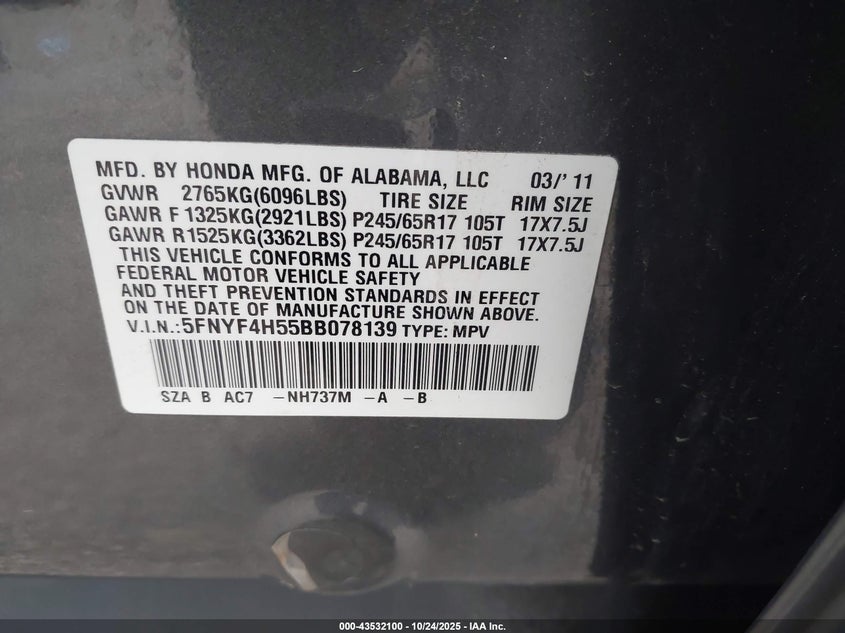 MFD. BY HONDA MFG. OF ALABAMA, LLC 03/'11
GVWR 2765KG(6096LBS) TIRE SIZE RIM SIZE
GAWR F 1325KG(2921LBS) P245/65R17 105T 17X7.5J
GAWR R1525KG(3362LBS) P245/65R17 105T 17X7.5J
THIS VEHICLE CONFORMS TO ALL APPLICABLE
FEDERAL MOTOR VEHICLE SAFETY
AND THEFT PREVENTION STANDARDS IN EFFECT
ON THE DATE OF MANUFACTURE SHOWN ABOVE.
V.I.N.:5FNYF4H55BB078139 TYPE: MPV
SZA B AC7 -NH737M -A -B
000-43532100 - 10/24/2025 - IAA Inc.